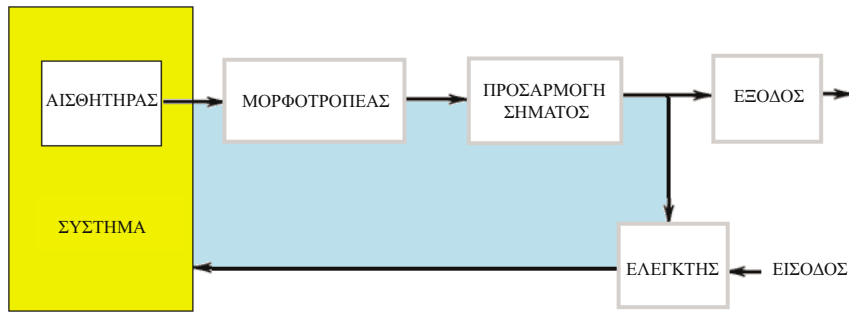 ΑΙΣΘΗΤΗΡΑΣ
ΜΟΡΦΟΤΡΟΠΕΑΣ
ΠΡΟΣΑΡΜΟΓΗ
ΣΗΜΑΤΟΣ
ΕΞΟΔΟΣ
ΣΥΣΤΗΜΑ
ΕΛΕΓΚΤΗΣ
ΕΙΣΟΔΟΣ